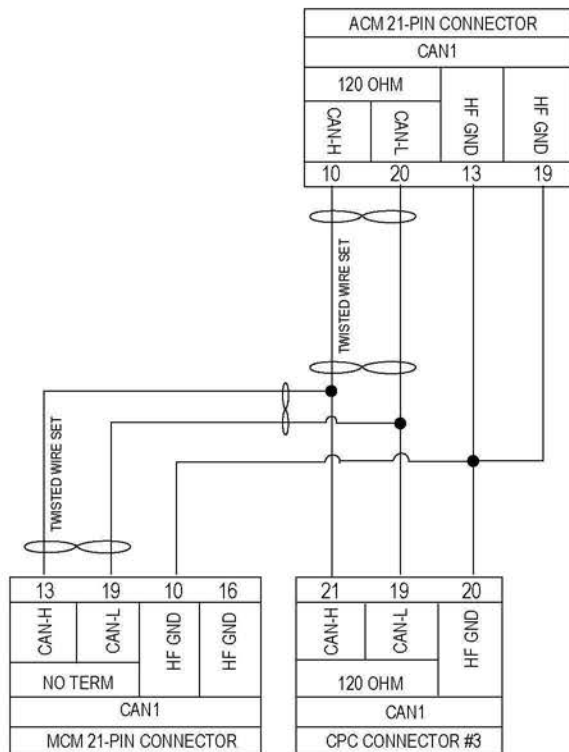 ACM 21-PIN CONNECTOR
CAN1
120 OHM
CAN-H
CAN-L
HF GND
HF GND
10
20
13
19
TWISTED WIRE SET
TWISTED WIRE SET
13
19
10
16
CAN-H
CAN-L
HF GND
HF GND
NO TERM
CAN1
MCM 21-PIN CONNECTOR
21
19
20
CAN-H
CAN-L
HF GND
120 OHM
CAN1
CPC CONNECTOR #3